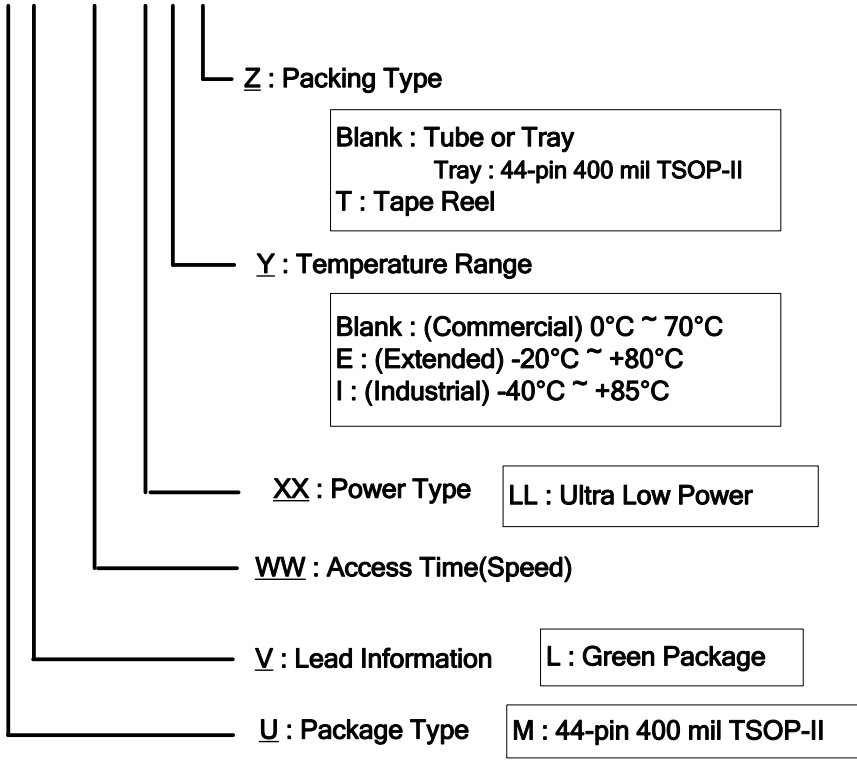 Z : Packing Type
Blank : Tube or Tray
Tray : 44-pin 400 mil TSOP-II
T : Tape Reel
Y : Temperature Range
Blank : (Commercial) 0°C ~ 70°C
E : (Extended) -20°C ~ +80°C
I : (Industrial) -40°C ~ +85°C
XX : Power Type
LL : Ultra Low Power
WW : Access Time(Speed)
V : Lead Information
L : Green Package
U : Package Type
M : 44-pin 400 mil TSOP-II